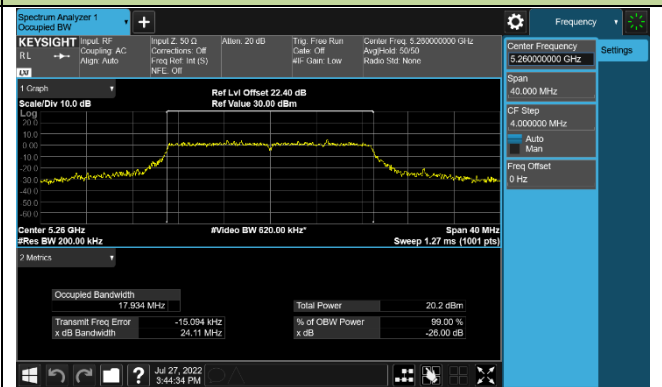 Spectrum Analyzer 1
Occupied BW
Frequency
KEYSIGHT
RL
LXI
Input: RF
Coupling: AC
Align: Auto
Input Z: 50 Ω
Corrections: Off
Freq Ref: Int (S)
NFE: Off
Atten: 20 dB
Trig: Free Run
Gate: Off
#IF Gain: Low
Center Freq: 5.260000000 GHz
Avg|Hold: 50/50
Radio Std: None
Center Frequency
5.260000000 GHz
Settings
Span
40.000 MHz
CF Step
4.000000 MHz
Auto
Man
Freq Offset
0 Hz
1 Graph
Scale/Div 10.0 dB
Ref Lvl Offset 22.40 dB
Ref Value 30.00 dBm
Log
20.0
10.0
0.00
-10.0
-20.0
-30.0
-40.0
-50.0
-60.0
Center 5.26 GHz
#Video BW 620.00 kHz*
Span 40 MHz
#Res BW 200.00 kHz
Sweep 1.27 ms (1001 pts)
2 Metrics
Occupied Bandwidth
17.934 MHz
Total Power
20.2 dBm
Transmit Freq Error
-15.094 kHz
% of OBW Power
99.00 %
x dB Bandwidth
24.11 MHz
x dB
-26.00 dB
Jul 27, 2022
3:44:34 PM